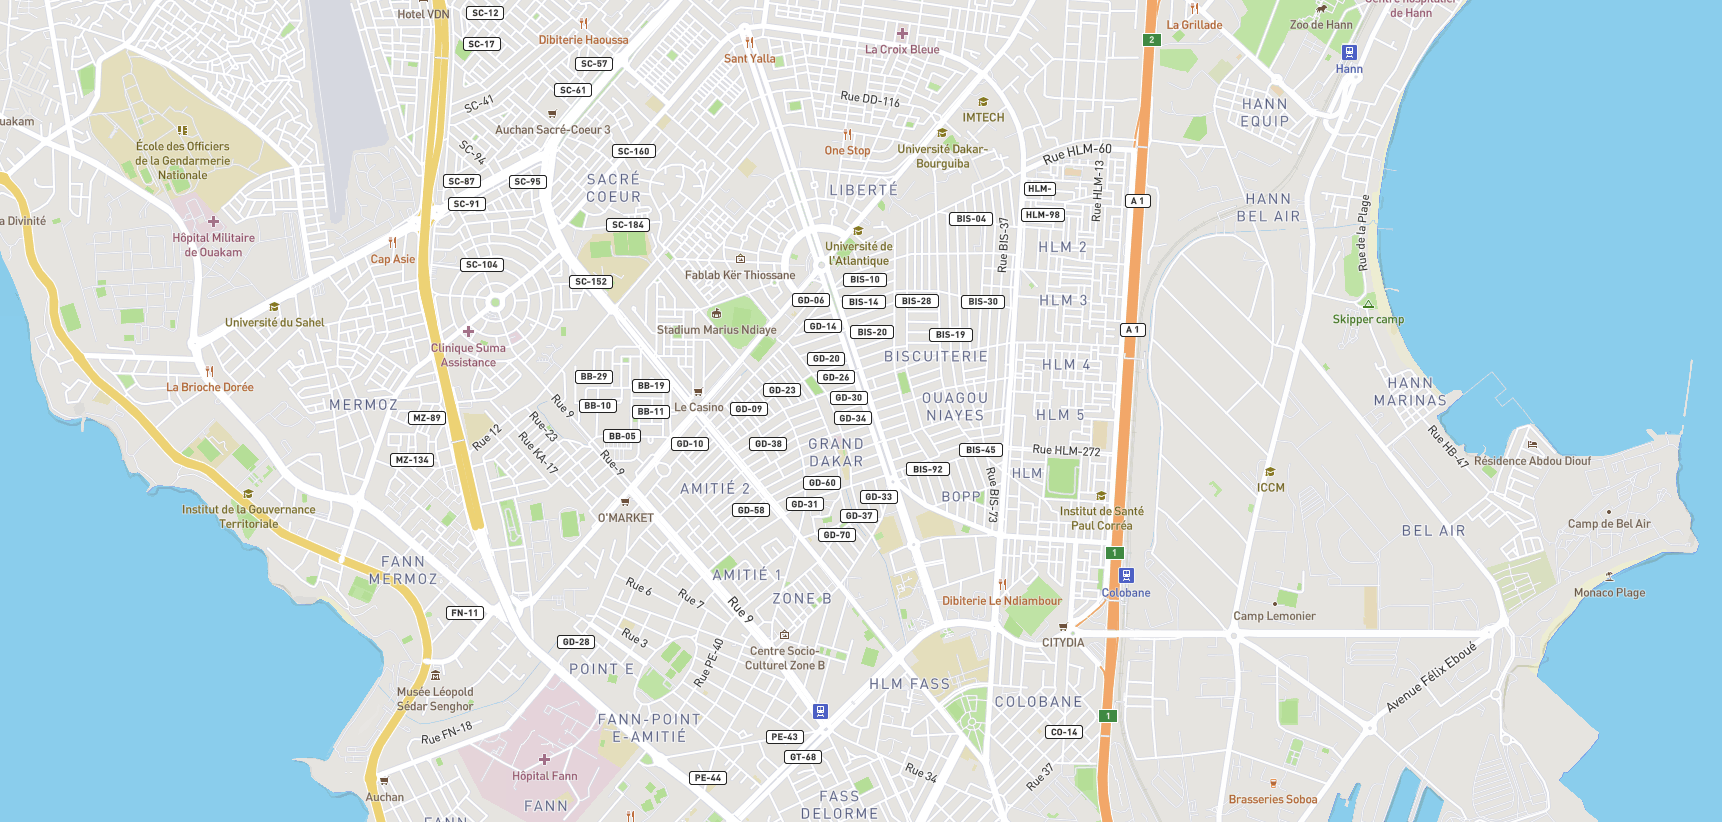 Hotel VDN
SC-12
SC-17
Dibiterie Haoussa
SC-57
SC-61
SC-41
Auchan Sacré-Coeur 3
Sant Yalla
La Croix Bleue
La Grillade
Zoo de Hann
Centre hospitalier
de Hann
Hann
2
HANN
EQUIP
Rue DD-116
IMTECH
One Stop
Université Dakar-
Bourguiba
Rue HLM-60
Rue HLM-13
Ouakam
École des Officiers
de la Gendarmerie
Nationale
SC-94
SC-160
SC-87
SC-95
SC-91
SACRÉ
COEUR
LIBERTÉ
HLM-
HLM-98
A 1
HANN
BEL AIR
Rue de la Plage
a Divinité
Hôpital Militaire
de Ouakam
SC-184
BIS-04
Rue BIS-37
HLM 2
Cap Asie
SC-104
SC-152
Fablab Kër Thiossane
Université de
l'Atlantique
BIS-10
GD-06
BIS-14
BIS-28
BIS-30
HLM 3
Université du Sahel
Stadium Marius Ndiaye
GD-14
BIS-20
BIS-19
A 1
Skipper camp
Clinique Suma
Assistance
GD-20
BISCUITERIE
HLM 4
La Brioche Dorée
BB-29
BB-19
GD-26
GD-23
GD-30
HANN
MARINAS
MERMOZ
MZ-89
Rue 9
BB-10
BB-11
Le Casino
GD-09
GD-34
OUAGOU
NIAYES
HLM 5
Rue 12
Rue-23
Rue KA-17
BB-05
GD-10
GD-38
GRAND
DAKAR
BIS-45
Rue HLM-272
Rue HB-47
MZ-134
Rue-9
BIS-92
HLM
Résidence Abdou Diouf
AMITIÉ 2
GD-60
GD-33
BOPP
Rue BIS-73
ICCM
Institut de la Gouvernance
Territoriale
O'MARKET
GD-58
GD-31
GD-37
GD-70
Institut de Santé
Paul Corréa
BEL AIR
Camp de Bel Air
1
FANN
MERMOZ
AMITIÉ 1
ZONE B
Colobane
Rue 6
Rue 7
Rue 9
Dibiterie Le Ndiambour
Monaco Plage
FN-11
Camp Lemonier
GD-28
Rue 3
CITYDIA
Centre Socio-
Culturel Zone B
Rue PE-40
POINT E
HLM FASS
Avenue Félix Eboué
Musée Léopold
Sédar Senghor
COLOBANE
Rue FN-18
FANN-POINT
E-AMITIÉ
1
PE-43
CO-14
GT-68
Hôpital Fann
PE-44
Rue 34
Rue 37
Auchan
FANN
FASS
DELORME
Brasseries Soboa
FANN